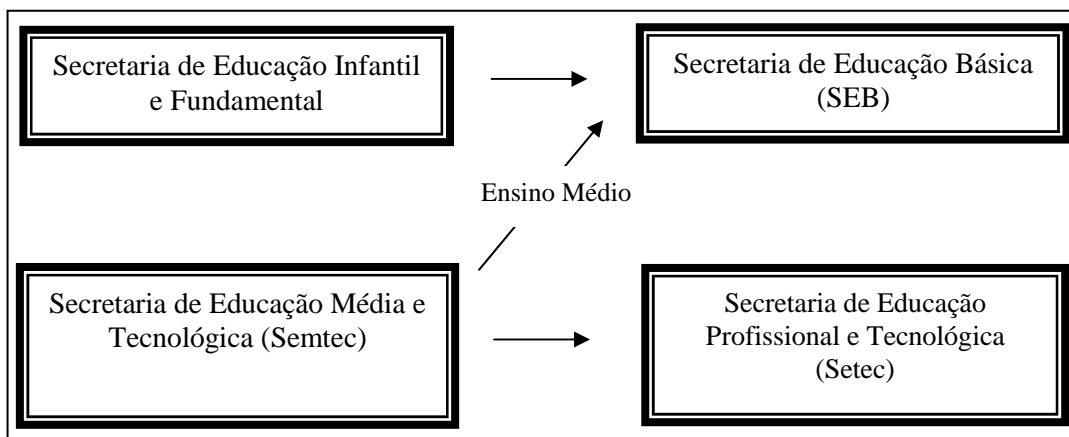 Secretaria de Educação Infantil
e Fundamental
Secretaria de Educação Básica
(SEB)
Ensino Médio
Secretaria de Educação Média e
Tecnológica (Semtec)
Secretaria de Educação
Profissional e Tecnológica
(Setec)